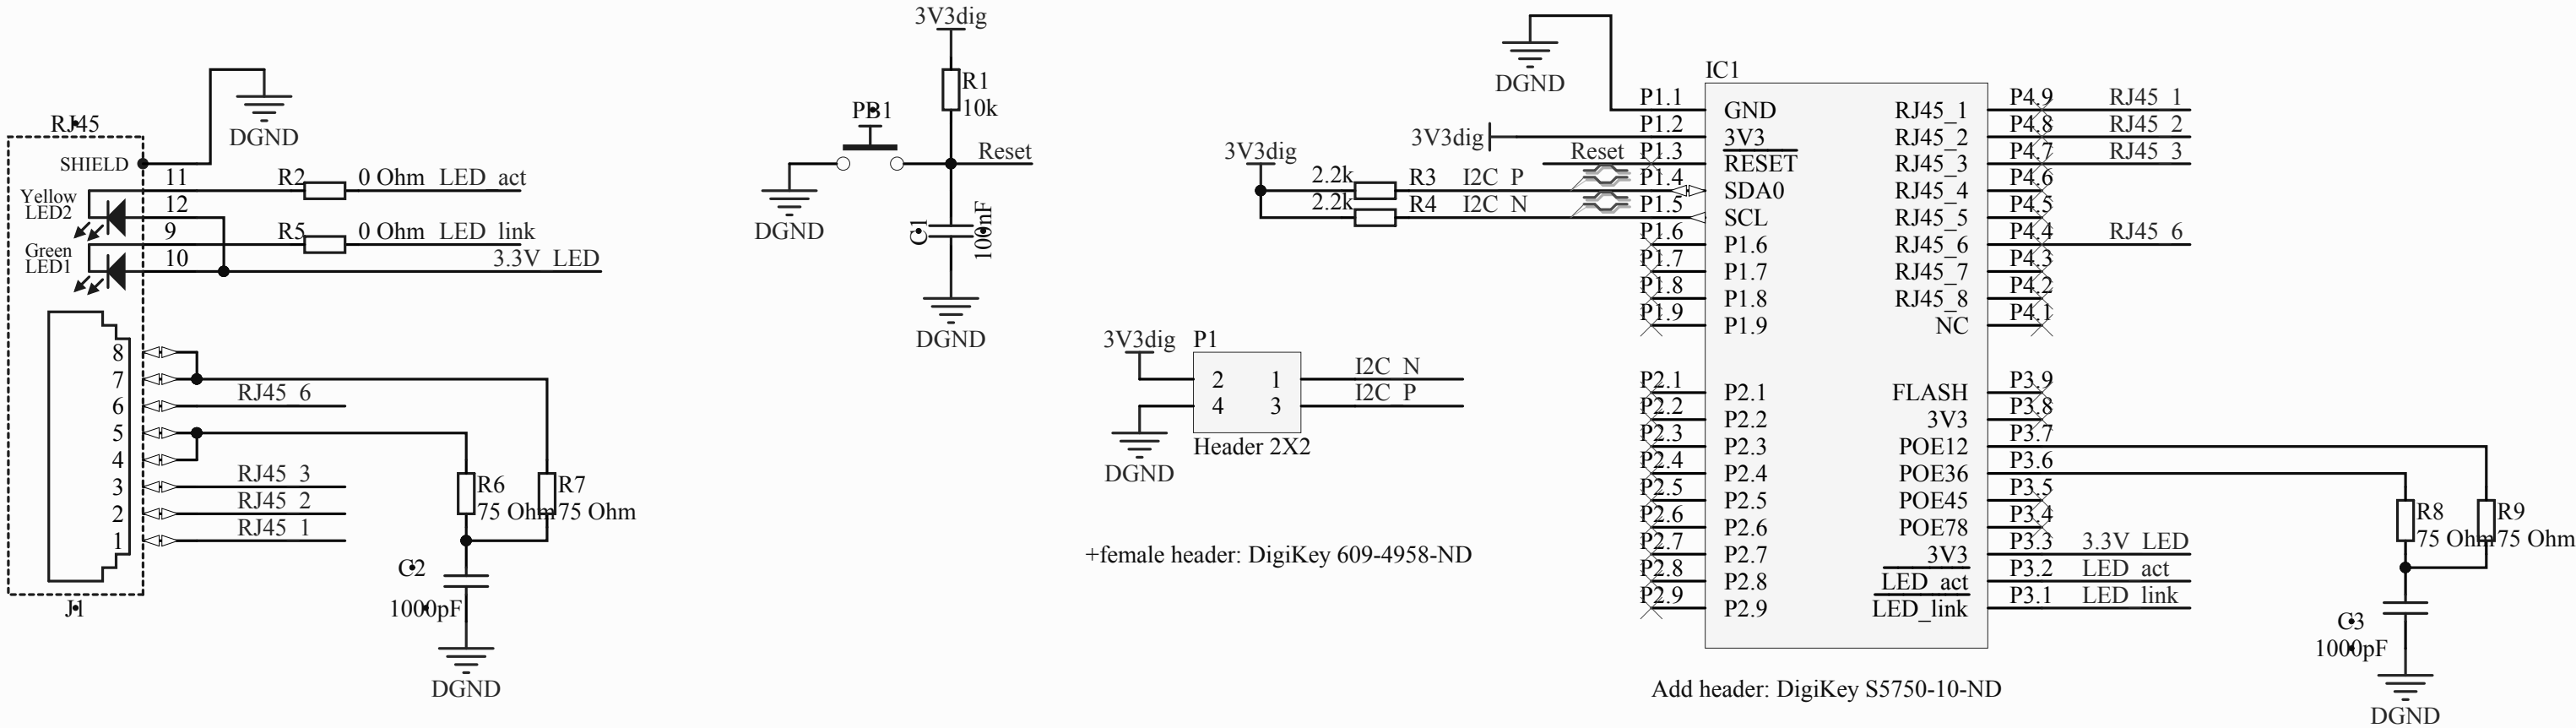 RJ45
SHIELD
DGND
11
R2
0 Ohm
LED_act
Yellow
LED2
12
9
R5
0 Ohm
LED_link
Green
LED1
10
3.3V_LED
8
7
6
RJ45_6
5
4
3
RJ45_3
2
RJ45_2
1
RJ45_1
J1
R6
75 Ohm
R7
75 Ohm
C2
1000pF
DGND
3V3dig
R1
10k
PB1
Reset
DGND
C1
100nF
DGND
3V3dig
P1
2
1
I2C_N
4
3
I2C_P
DGND
Header 2X2
+female header: DigiKey 609-4958-ND
DGND
3V3dig
3V3dig
Reset
2.2k
R3
I2C_P
2.2k
R4
I2C_N
IC1
P1.1
GND
P1.2
3V3
P1.3
RESET
P1.4
SDA0
P1.5
SCL
P1.6
P1.6
P1.7
P1.7
P1.8
P1.8
P1.9
P1.9
P2.1
P2.1
P2.2
P2.2
P2.3
P2.3
P2.4
P2.4
P2.5
P2.5
P2.6
P2.6
P2.7
P2.7
P2.8
P2.8
P2.9
P2.9
RJ45_1
P4.9
RJ45_1
RJ45_2
P4.8
RJ45_2
RJ45_3
P4.7
RJ45_3
RJ45_4
P4.6
RJ45_5
P4.5
RJ45_6
P4.4
RJ45_6
RJ45_7
P4.3
RJ45_8
P4.2
NC
P4.1
FLASH
P3.9
3V3
P3.8
POE12
P3.7
POE36
P3.6
POE45
P3.5
POE78
P3.4
3V3
P3.3
3.3V_LED
LED_act
P3.2
LED_act
LED_link
P3.1
LED_link
Add header: DigiKey S5750-10-ND
R8
75 Ohm
R9
75 Ohm
C3
1000pF
DGND